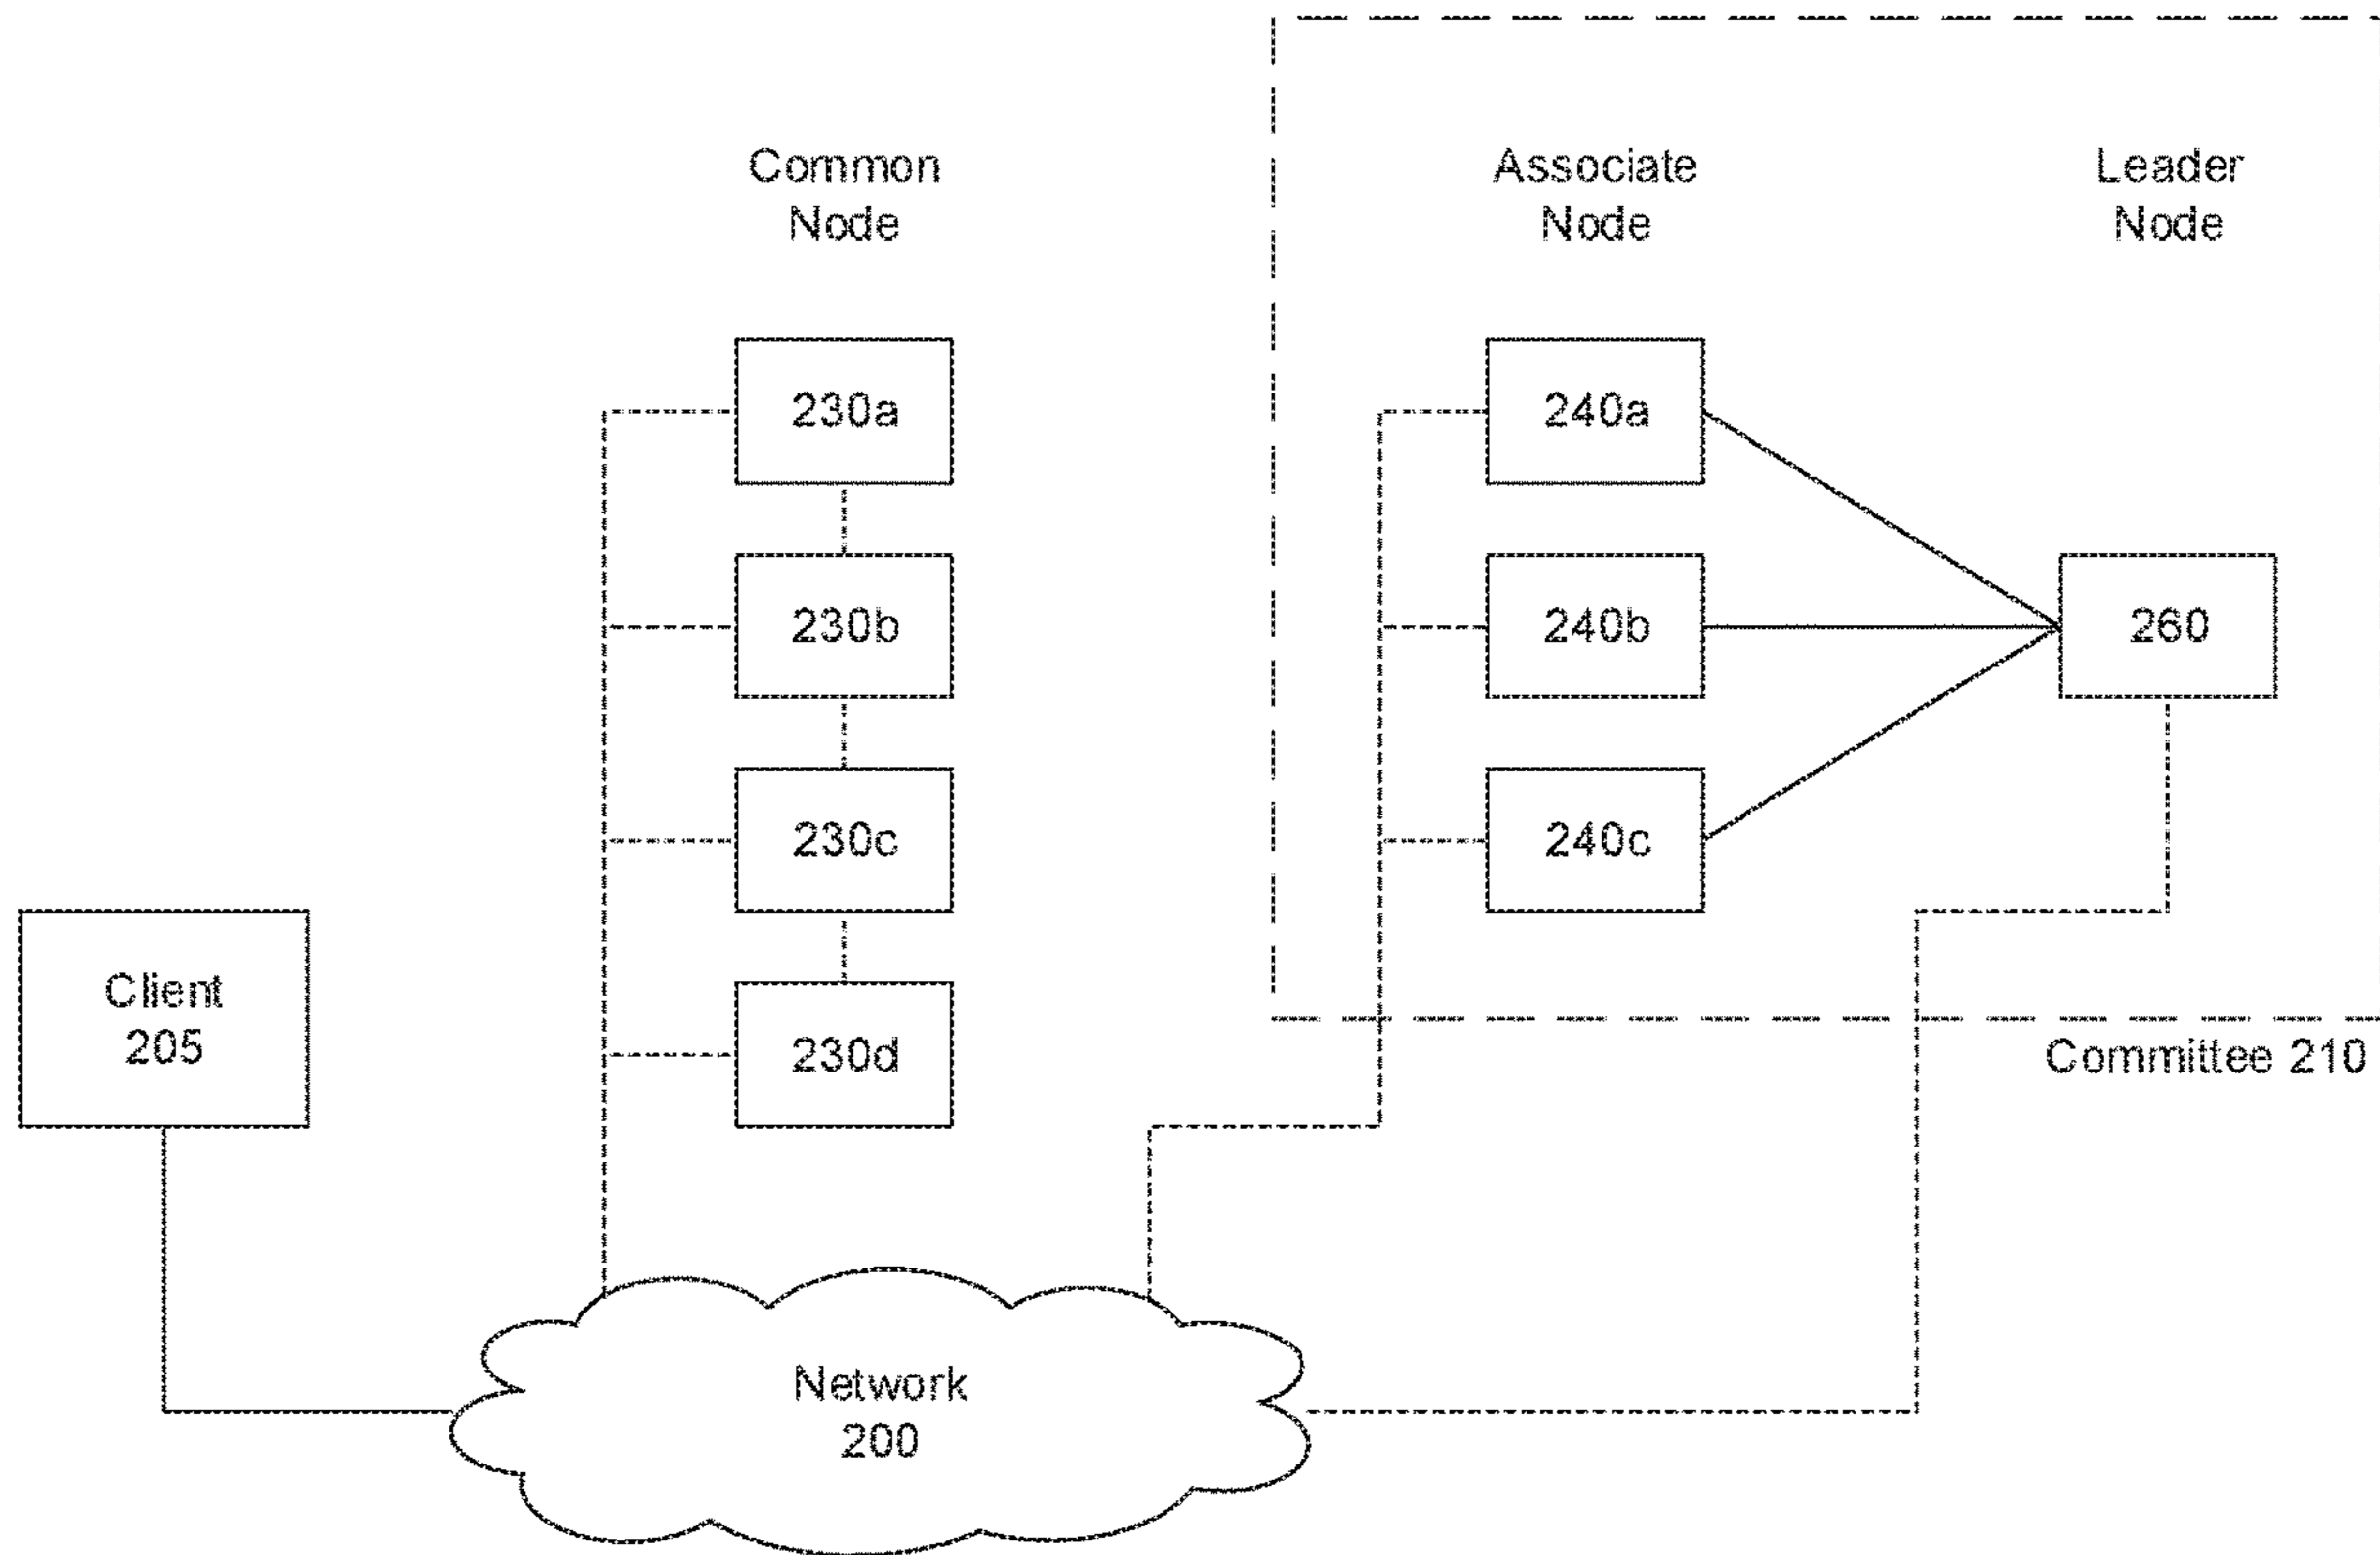 Common
Node
Associate
Node
Leader
Node
230a
240a
230b
240b
260
230c
240c
Client
205
230d
Committee 210
Network
200